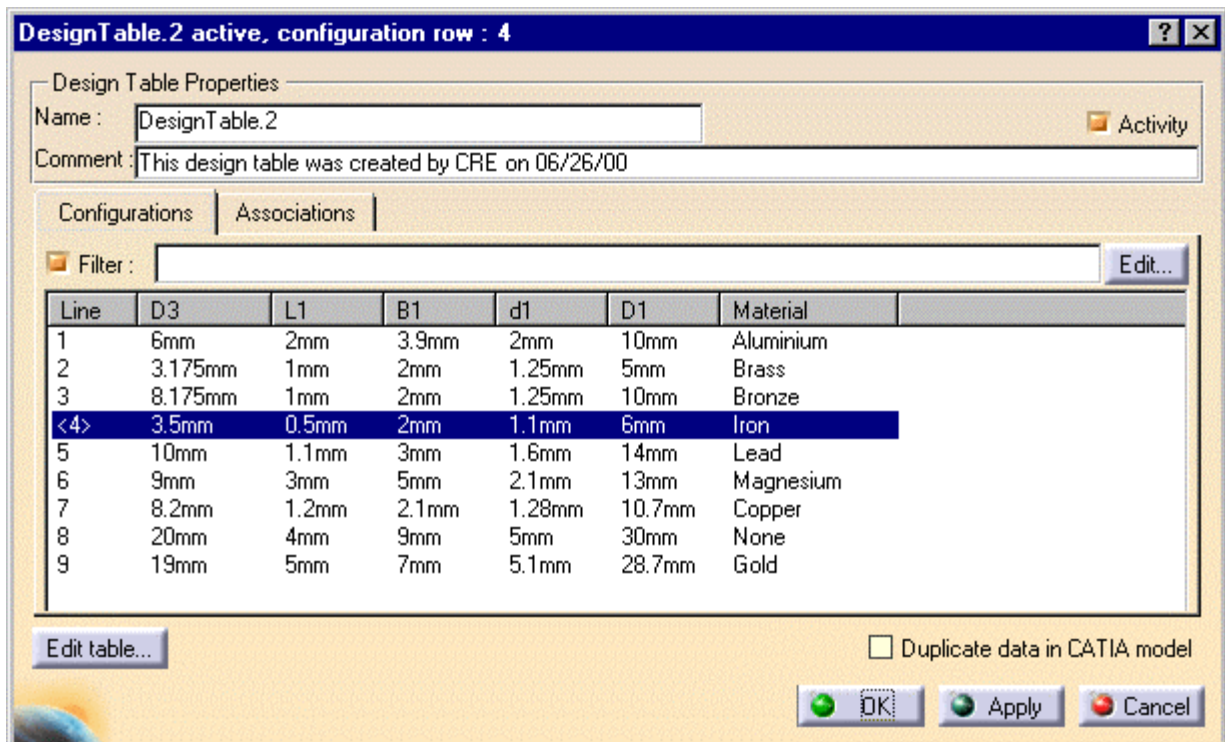 DesignTable.2 active, configuration row : 4
Design Table Properties
Name : DesignTable.2 Activity
Comment : This design table was created by CRE on 06/26/00
Configurations Associations
Filter : Edit...
Line D3 L1 B1 d1 D1 Material
1 6mm 2mm 3.9mm 2mm 10mm Aluminium
2 3.175mm 1mm 2mm 1.25mm 5mm Brass
3 8.175mm 1mm 2mm 1.25mm 10mm Bronze
<4> 3.5mm 0.5mm 2mm 1.1mm 6mm Iron
5 10mm 1.1mm 3mm 1.6mm 14mm Lead
6 9mm 3mm 5mm 2.1mm 13mm Magnesium
7 8.2mm 1.2mm 2.1mm 1.28mm 10.7mm Copper
8 20mm 4mm 9mm 5mm 30mm None
9 19mm 5mm 7mm 5.1mm 28.7mm Gold
Edit table... Duplicate data in CATIA model
OK Apply Cancel